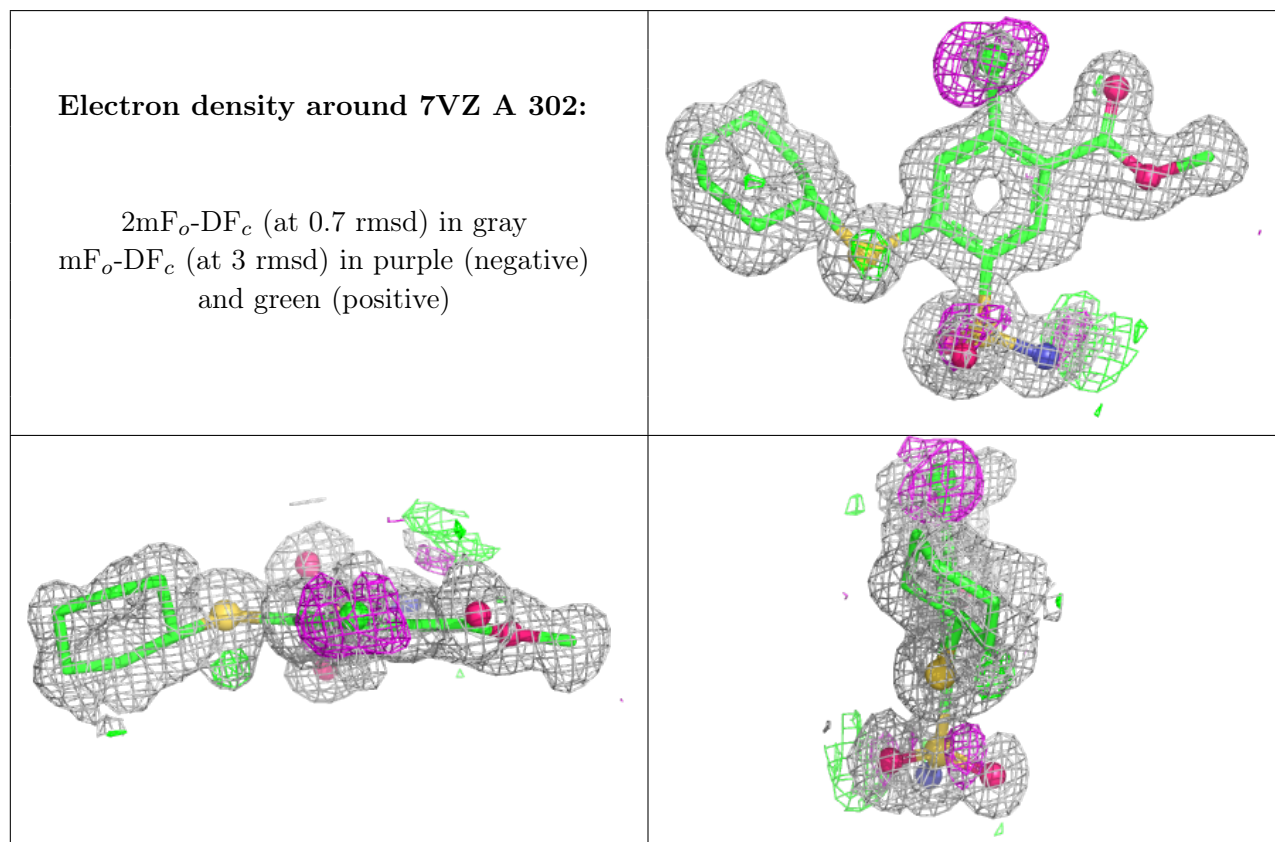 Electron density around 7VZ A 302:
2mFo-DFc (at 0.7 rmsd) in gray
mFo-DFc (at 3 rmsd) in purple (negative)
and green (positive)